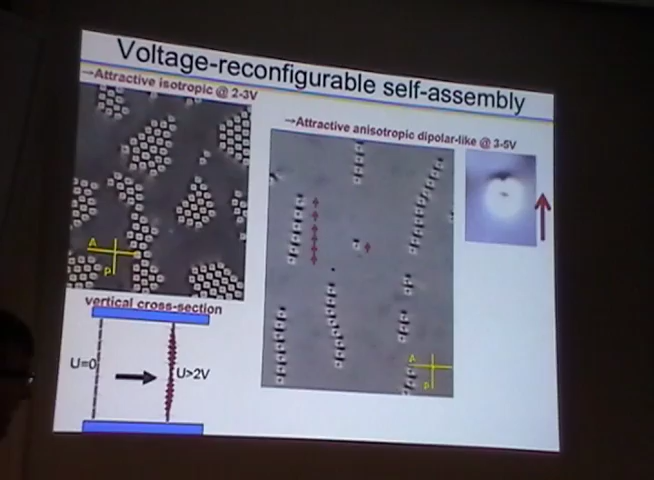 Voltage-reconfigurable self-assembly
→Attractive isotropic @ 2-3V
→Attractive anisotropic dipolar-like @ 3-5V
A
P
A
P
vertical cross-section
U=0
U>2V